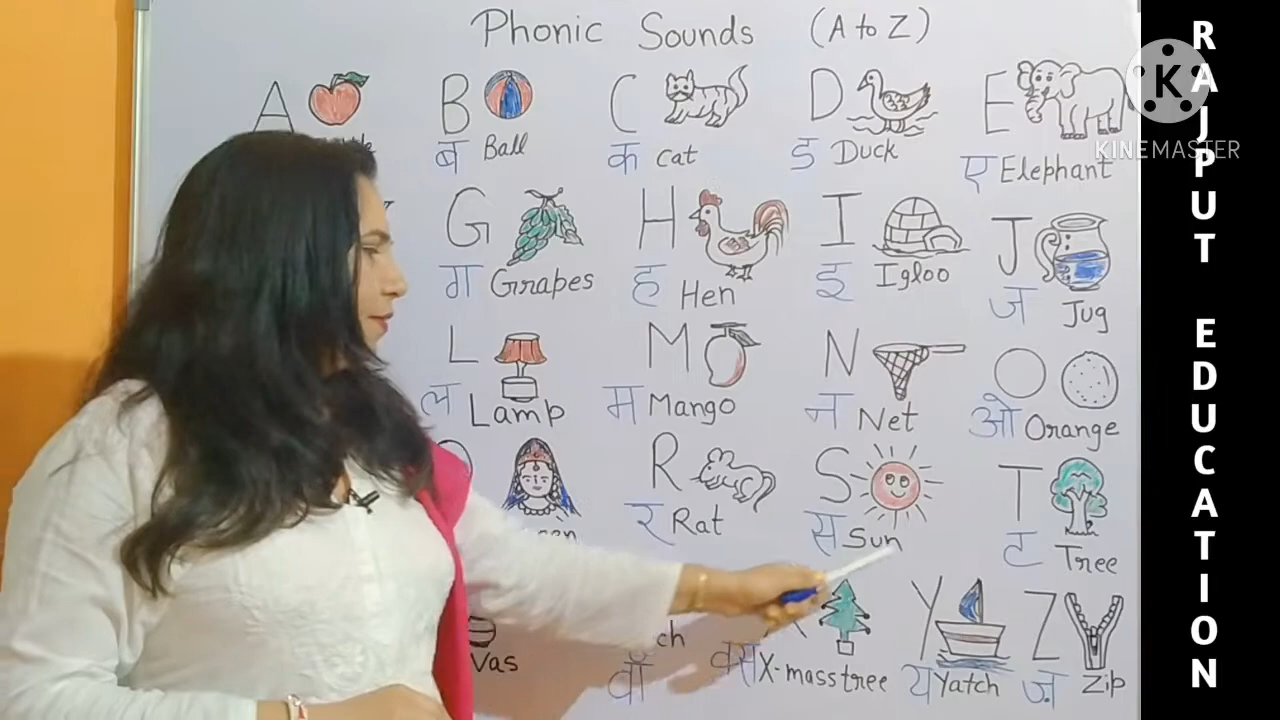 Phonic Sounds (A to Z)
A B C D E
ब Ball क cat ड Duck ए Elephant
G H I J
ग Grapes ह Hen इ Igloo ज Jug
L M N O
ल Lamp म Mango न Net ओ Orange
R S T
र Rat स Sun ट Tree
Y Z
Vas वॉ ch क्स X-masstree य Yatch ज़ Zip
K
KINEMASTER
RAJPUT EDUCATION